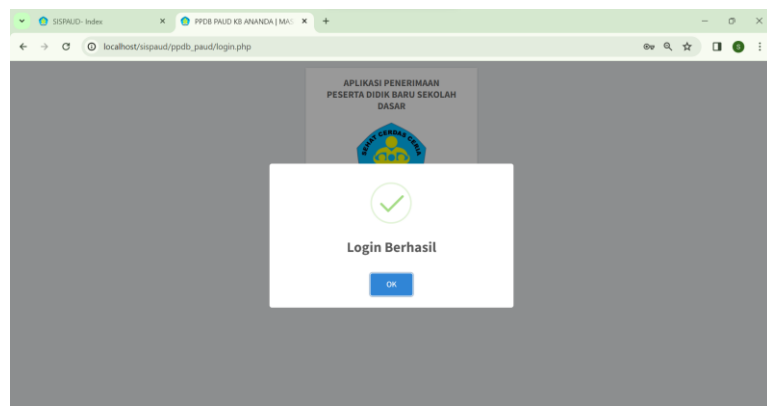 SISPAUD- Index
PPDB PAUD KB ANANDA | MAS
localhost/sispaud/ppdb_paud/login.php
S
APLIKASI PENERIMAAN
PESERTA DIDIK BARU SEKOLAH
DASAR
SEHAT CERDAS CERIA
Login Berhasil
OK